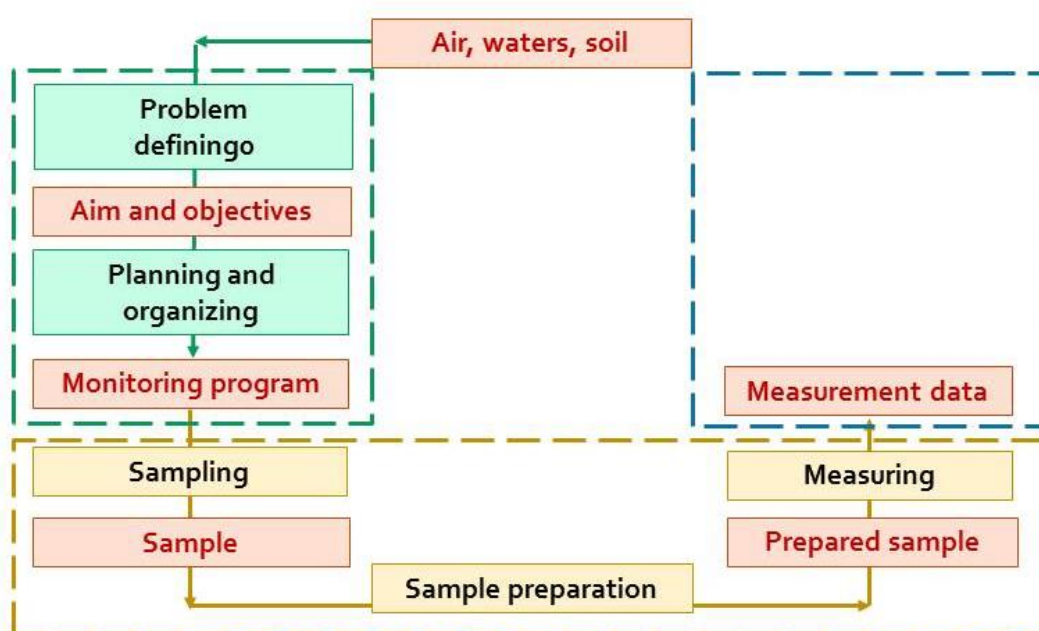 Air, waters, soil
Problem
definingo
Aim and objectives
Planning and
organizing
Monitoring program
Sampling
Sample
Sample preparation
Prepared sample
Measuring
Measurement data